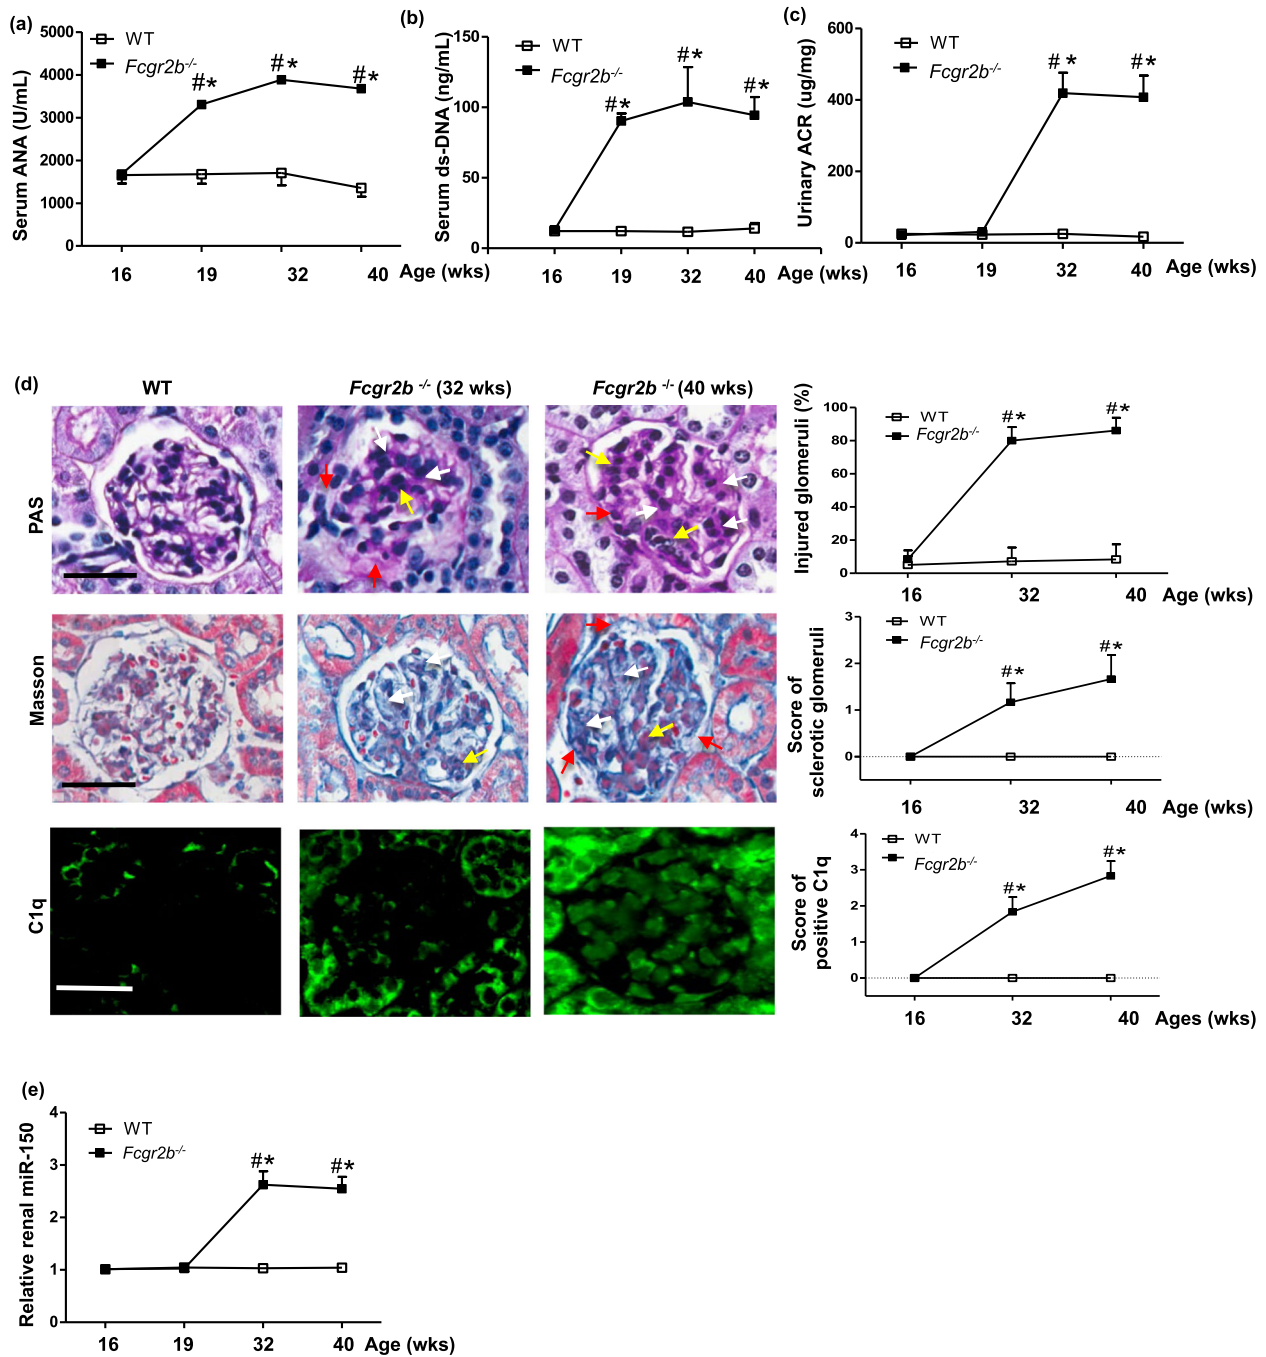 (a)
5000
4000
3000
2000
1000
0
Serum ANA (U/mL)
WT
Fcgr2b-/-
#*
#*
#*
16
19
32
40
Age (wks)
(b)
150
100
50
0
Serum ds-DNA (ng/mL)
WT
Fcgr2b-/-
#*
#*
#*
16
19
32
40
Age (wks)
(c)
600
400
200
0
Urinary ACR (ug/mg)
WT
Fcgr2b-/-
#*
#*
16
19
32
40
Age (wks)
(d)
WT
Fcgr2b -/- (32 wks)
Fcgr2b -/- (40 wks)
PAS
Masson
C1q
Injured glomeruli (%)
100
80
60
40
20
0
WT
Fcgr2b-/-
#*
#*
16
32
40
Age (wks)
Score of
sclerotic glomeruli
3
2
1
0
WT
Fcgr2b-/-
#*
#*
16
32
40
Age (wks)
Score of
positive C1q
4
3
2
1
0
WT
Fcgr2b-/-
#*
#*
16
32
40
Ages (wks)
(e)
4
3
2
1
0
Relative renal miR-150
WT
Fcgr2b-/-
#*
#*
16
19
32
40
Age (wks)